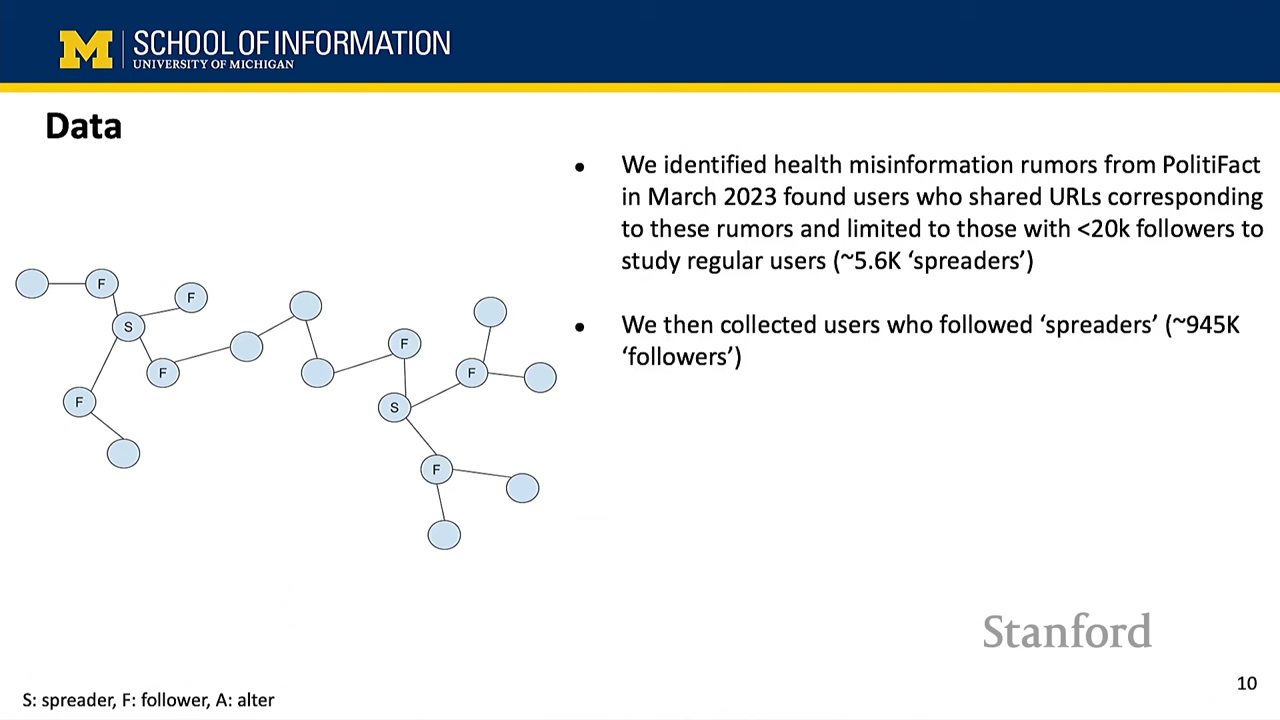 M SCHOOL OF INFORMATION
UNIVERSITY OF MICHIGAN
Data
● We identified health misinformation rumors from PolitiFact
in March 2023 found users who shared URLs corresponding
to these rumors and limited to those with <20k followers to
study regular users (~5.6K ‘spreaders’)
● We then collected users who followed ‘spreaders’ (~945K
‘followers’)
F
F
S
F
F
F
F
S
F
Stanford
10
S: spreader, F: follower, A: alter